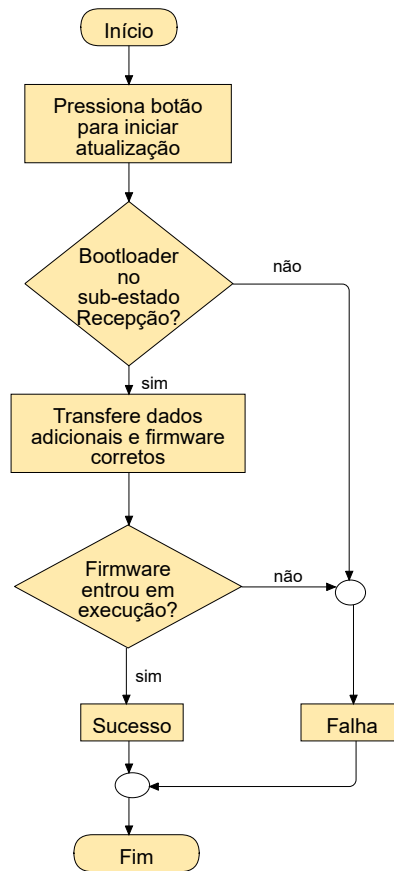 Início
Pressiona botão
para iniciar
atualização
Bootloader
no
sub-estado
Recepção?
não
sim
Transfere dados
adicionais e firmware
corretos
Firmware
entrou em
execução?
não
sim
Sucesso
Falha
Fim